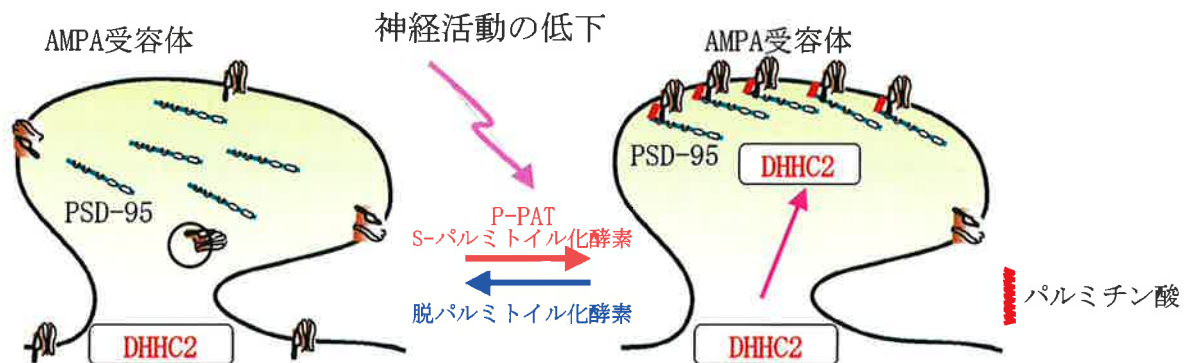 神経活動の低下
AMPA受容体
AMPA受容体
PSD-95
PSD-95
DHHC2
P-PAT
S-パルミトイル化酵素
脱パルミトイル化酵素
パルミチン酸
DHHC2
DHHC2